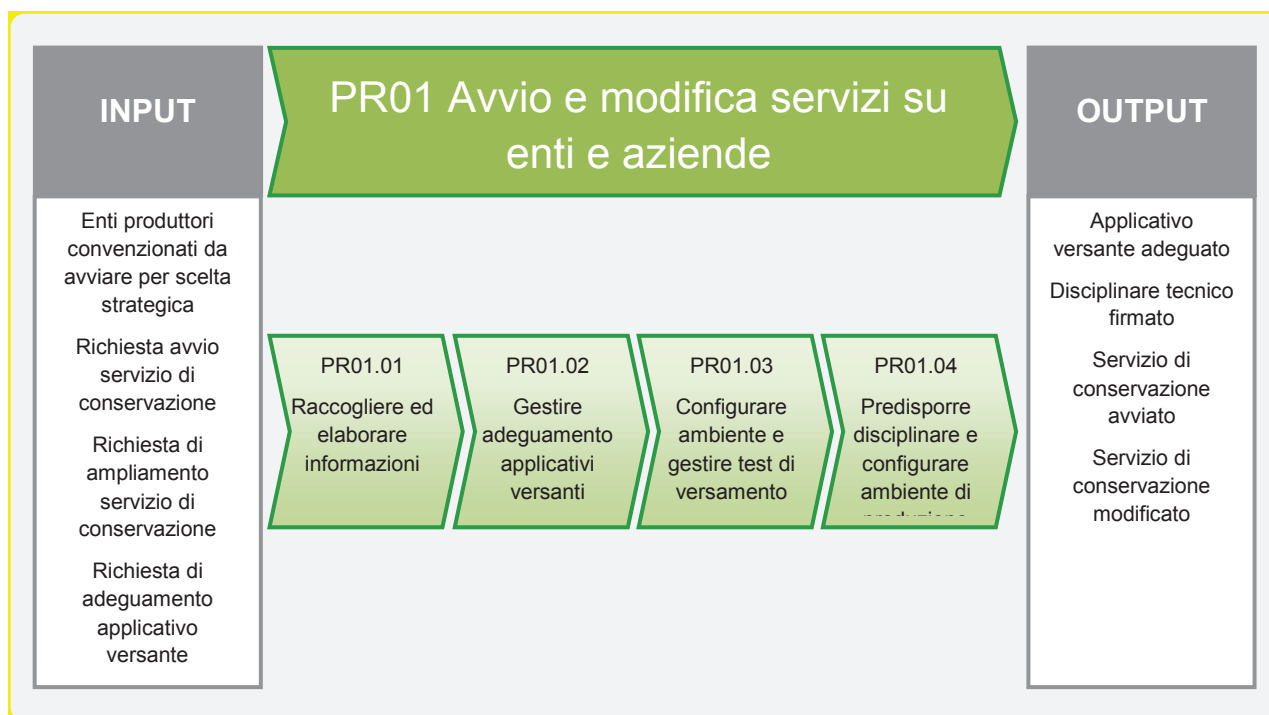 INPUT
PR01 Avvio e modifica servizi su
enti e aziende
OUTPUT
Enti produttori
convenzionati da
avviare per scelta
strategica
Richiesta avvio
servizio di
conservazione
Richiesta di
ampliamento
servizio di
conservazione
Richiesta di
adeguamento
applicativo
versante
PR01.01
Raccogliere ed
elaborare
informazioni
PR01.02
Gestire
adeguamento
applicativi
versanti
PR01.03
Configurare
ambiente e
gestire test di
versamento
PR01.04
Predisporre
disciplinare e
configurare
ambiente di
produzione
Applicativo
versante adeguato
Disciplinare tecnico
firmato
Servizio di
conservazione
avviato
Servizio di
conservazione
modificato